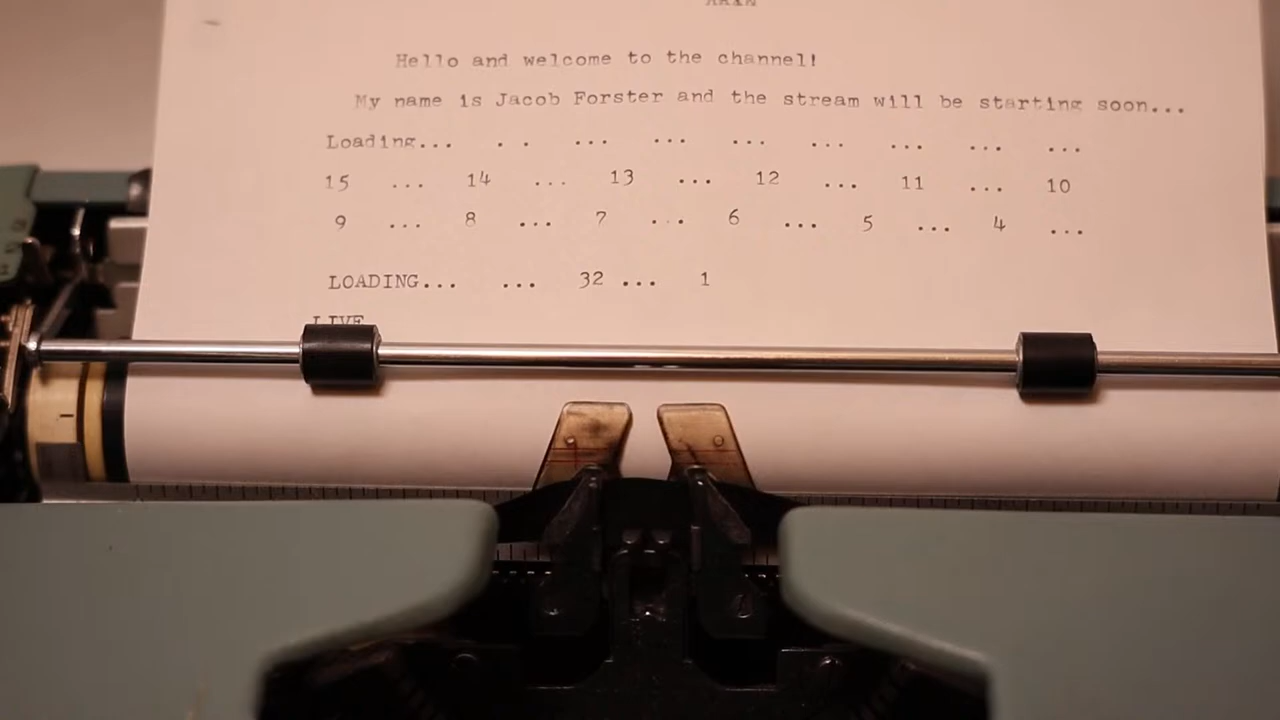 Hello and welcome to the channel!
My name is Jacob Forster and the stream will be starting soon...
Loading... . . ... ... ... ... ... ... ...
15 ... 14 ... 13 ... 12 ... 11 ... 10
9 ... 8 ... 7 ... 6 ... 5 ... 4 ...
LOADING... ... 32 ... 1
LIVE